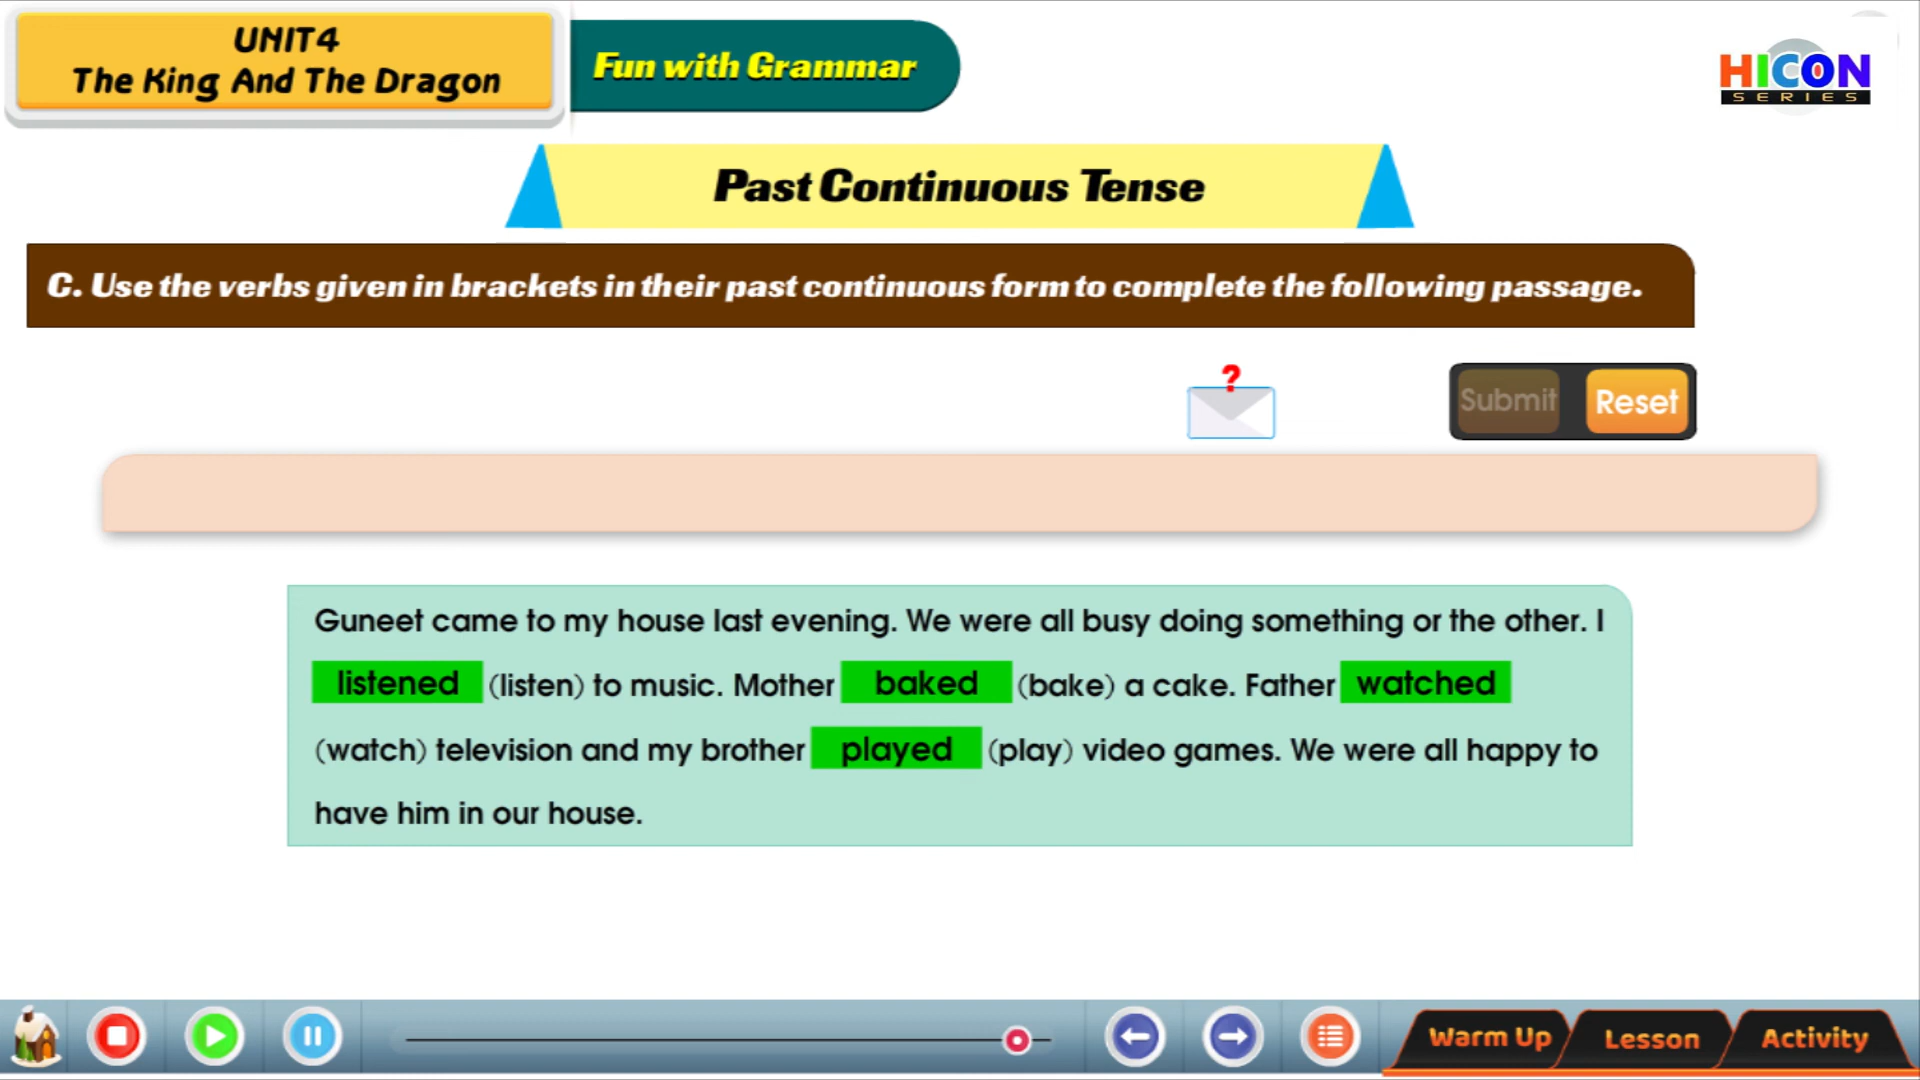 UNIT4
The King And The Dragon
Fun with Grammar
HICON
SERIES
Past Continuous Tense
C. Use the verbs given in brackets in their past continuous form to complete the following passage.
?
Submit
Reset
Guneet came to my house last evening. We were all busy doing something or the other. I
listened (listen) to music. Mother baked (bake) a cake. Father watched
(watch) television and my brother played (play) video games. We were all happy to
have him in our house.
Warm Up
Lesson
Activity